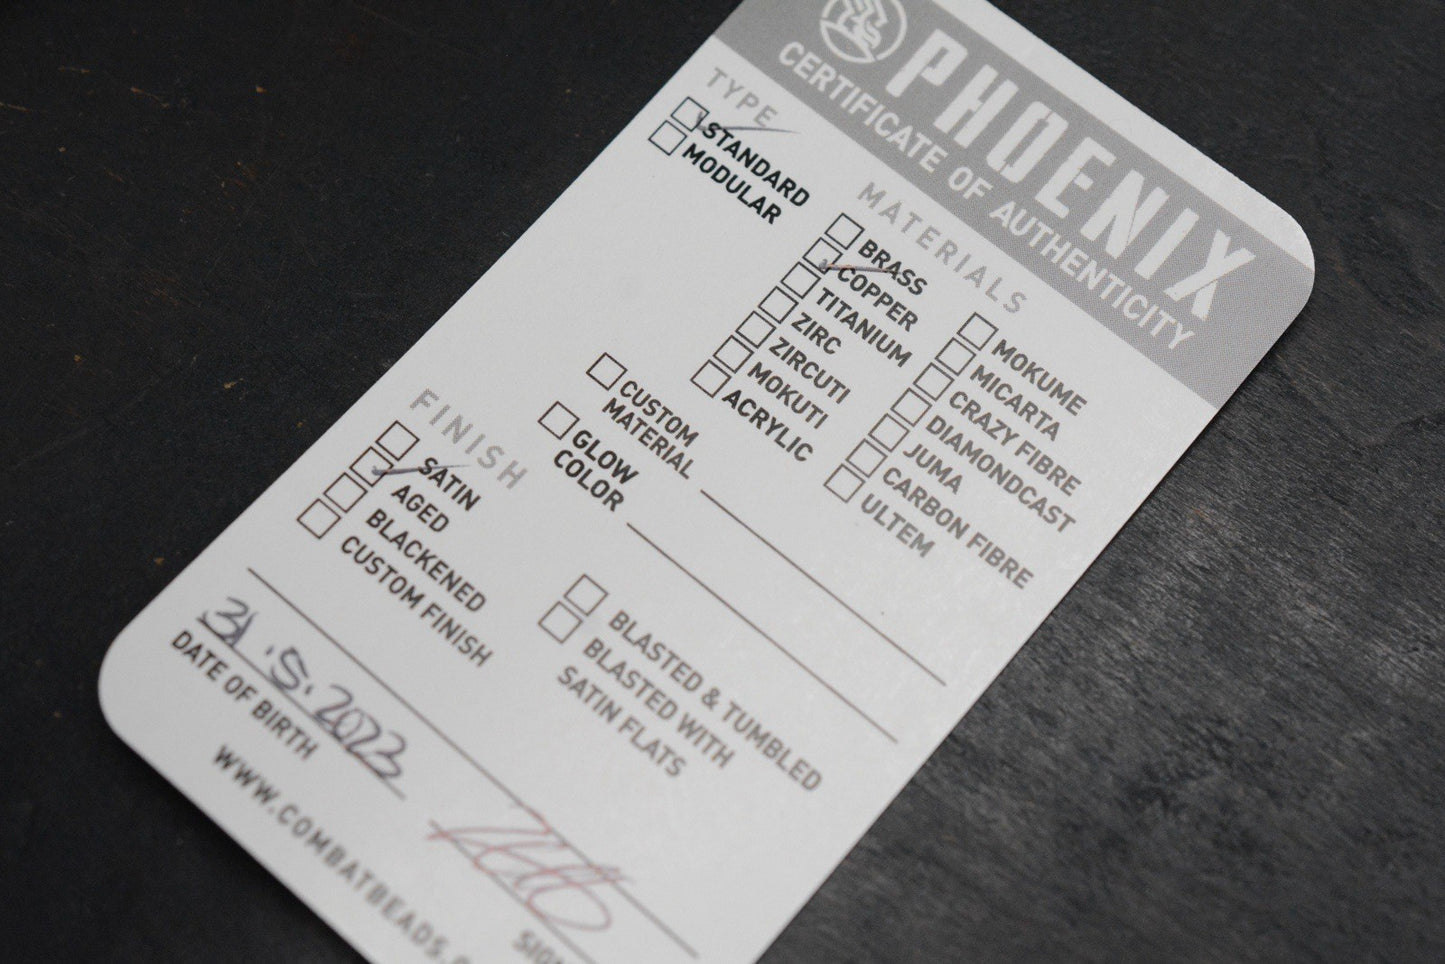 PHOENIX
CERTIFICATE OF AUTHENTICITY
TYPE
STANDARD
MODULAR
MATERIALS
BRASS
COPPER
TITANIUM
ZIRC
ZIRCUTI
MOKUTI
ACRYLIC
MOKUME
MICARTA
CRAZY FIBRE
DIAMONDCAST
JUMA
CARBON FIBRE
ULTEM
CUSTOM
MATERIAL
GLOW
COLOR
FINISH
SATIN
AGED
BLACKENED
CUSTOM FINISH
BLASTED & TUMBLED
BLASTED WITH
SATIN FLATS
31.5.2023
DATE OF BIRTH
WWW.COMBATBEADS.